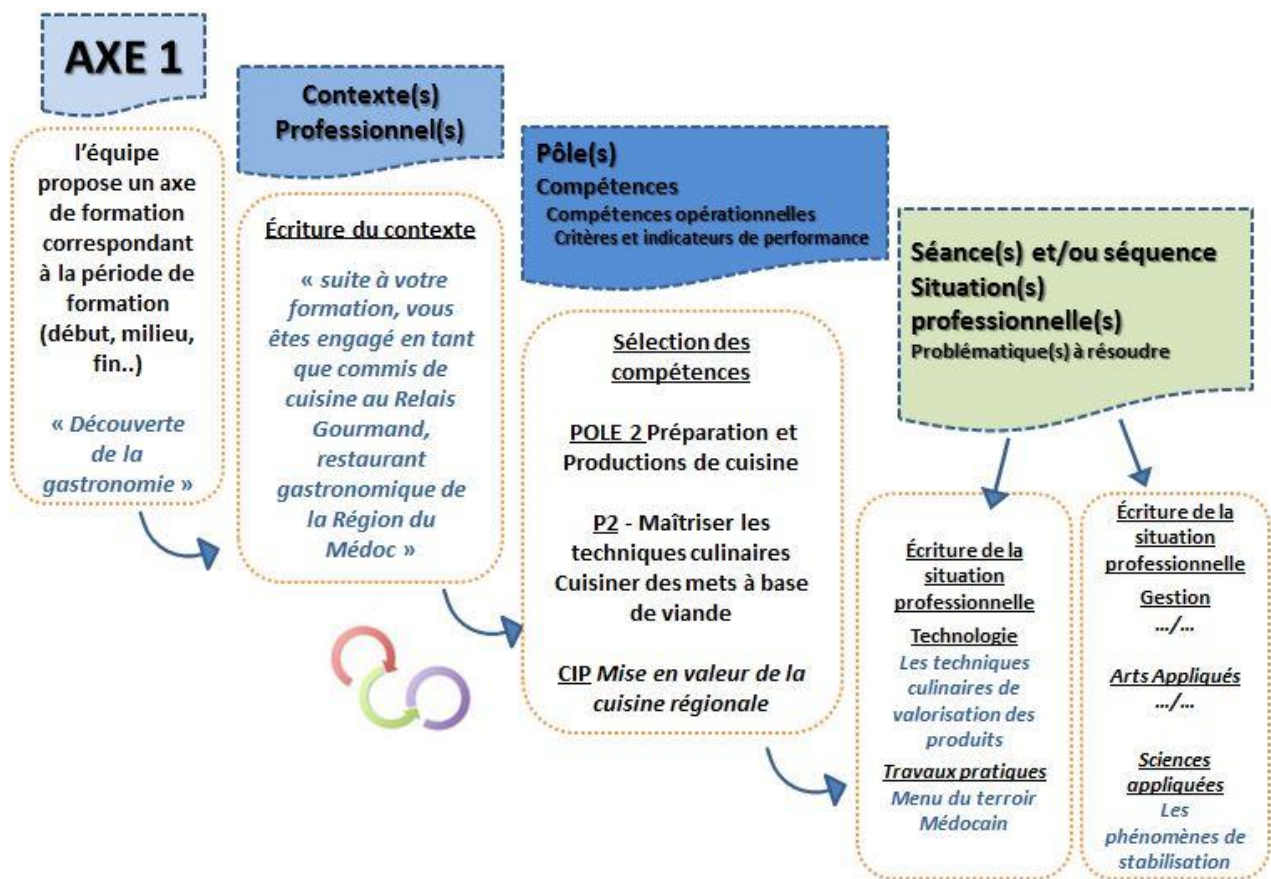 AXE 1
l’équipe
propose un axe
de formation
correspondant
à la période de
formation
(début, milieu,
fin..)
« Découverte
de la
gastronomie »
Contexte(s)
Professionnel(s)
Écriture du contexte
« suite à votre
formation, vous
êtes engagé en tant
que commis de
cuisine au Relais
Gourmand,
restaurant
gastronomique de
la Région du
Médoc »
Pôle(s)
Compétences
Compétences opérationnelles
Critères et indicateurs de performance
Sélection des
compétences
POLE 2 Préparation et
Productions de cuisine
P2 - Maîtriser les
techniques culinaires
Cuisiner des mets à base
de viande
CIP Mise en valeur de la
cuisine régionale
Séance(s) et/ou séquence
Situation(s)
professionnelle(s)
Problématique(s) à résoudre
Écriture de la
situation
professionnelle
Technologie
Les techniques
culinaires de
valorisation des
produits
Travaux pratiques
Menu du terroir
Médocain
Écriture de la
situation
professionnelle
Gestion
.../...
Arts Appliqués
.../...
Sciences
appliquées
Les
phénomènes de
stabilisation